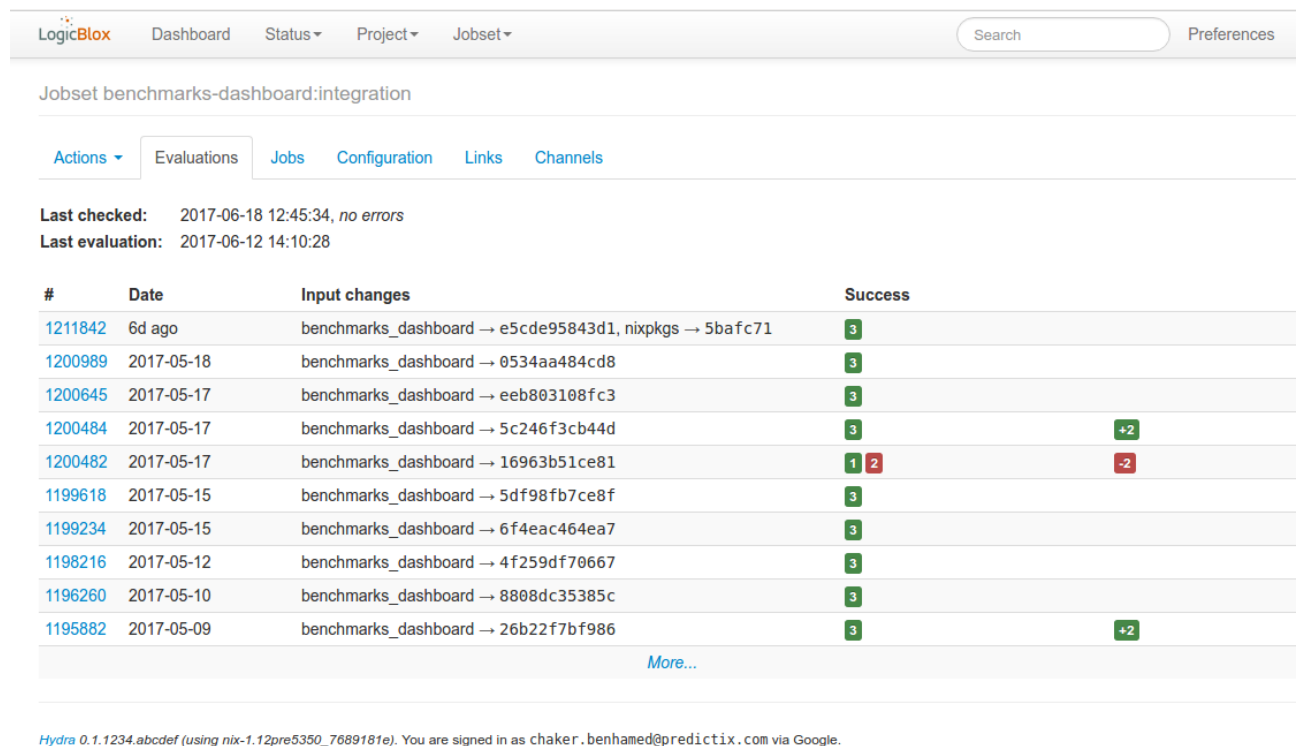 LogicBlox Dashboard Status Project Jobset Search Preferences
Jobset benchmarks-dashboard:integration
Actions Evaluations Jobs Configuration Links Channels
Last checked: 2017-06-18 12:45:34, no errors
Last evaluation: 2017-06-12 14:10:28
# Date Input changes Success
1211842 6d ago benchmarks_dashboard → e5cde95843d1, nixpkgs → 5bafc71 3
1200989 2017-05-18 benchmarks_dashboard → 0534aa484cd8 3
1200645 2017-05-17 benchmarks_dashboard → eeb803108fc3 3
1200484 2017-05-17 benchmarks_dashboard → 5c246f3cb44d 3 +2
1200482 2017-05-17 benchmarks_dashboard → 16963b51ce81 1 2 -2
1199618 2017-05-15 benchmarks_dashboard → 5df98fb7ce8f 3
1199234 2017-05-15 benchmarks_dashboard → 6f4eac464ea7 3
1198216 2017-05-12 benchmarks_dashboard → 4f259df70667 3
1196260 2017-05-10 benchmarks_dashboard → 8808dc35385c 3
1195882 2017-05-09 benchmarks_dashboard → 26b22f7bf986 3 +2
More...
Hydra 0.1.1234.abcdef (using nix-1.12pre5350_7689181e). You are signed in as chaker.benhamed@predictix.com via Google.